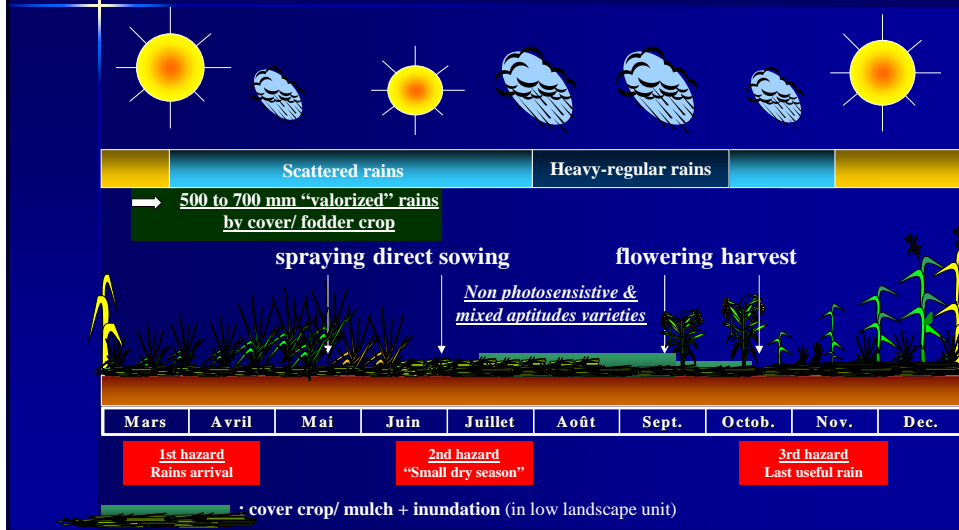 Scattered rains
Heavy-regular rains
500 to 700 mm “valorized” rains
by cover/ fodder crop
spraying direct sowing
flowering harvest
Non photosensistive &
mixed aptitudes varieties
Mars Avril Mai Juin Juillet Août Sept. Octob. Nov. Dec.
1st hazard
Rains arrival
2nd hazard
“Small dry season”
3rd hazard
Last useful rain
: cover crop/ mulch + inundation (in low landscape unit)